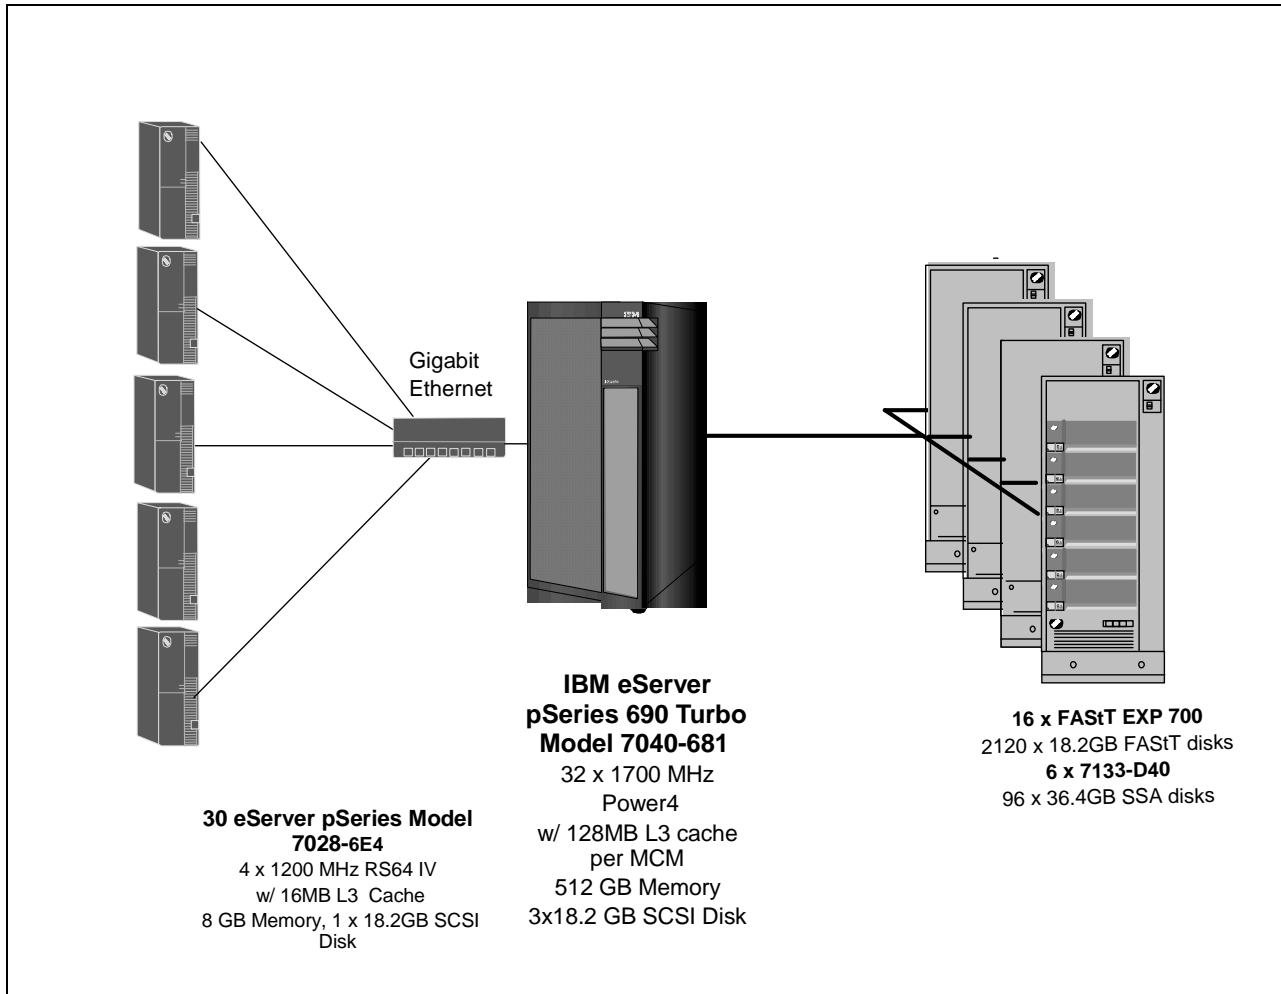 Gigabit
Ethernet
IBM
IBM eServer
pSeries 690 Turbo
Model 7040-681
32 x 1700 MHz
Power4
w/ 128MB L3 cache
per MCM
512 GB Memory
3x18.2 GB SCSI Disk
30 eServer pSeries Model
7028-6E4
4 x 1200 MHz RS64 IV
w/ 16MB L3 Cache
8 GB Memory, 1 x 18.2GB SCSI
Disk
16 x FAStT EXP 700
2120 x 18.2GB FAStT disks
6 x 7133-D40
96 x 36.4GB SSA disks